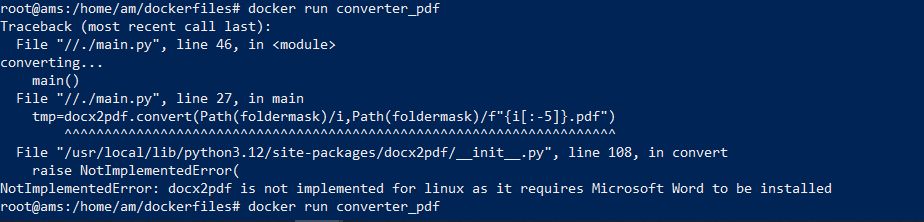 root@ams:/home/am/dockerfiles# docker run converter_pdf
Traceback (most recent call last):
  File "//./main.py", line 46, in <module>
converting...
    main()
  File "//./main.py", line 27, in main
    tmp=docx2pdf.convert(Path(foldermask)/i,Path(foldermask)/f"{i[:-5]}.pdf")
        ^^^^^^^^^^^^^^^^^^^^^^^^^^^^^^^^^^^^^^^^^^^^^^^^^^^^^^^^^^^^^^^^^^^^^
  File "/usr/local/lib/python3.12/site-packages/docx2pdf/__init__.py", line 108, in convert
    raise NotImplementedError(
NotImplementedError: docx2pdf is not implemented for linux as it requires Microsoft Word to be installed
root@ams:/home/am/dockerfiles# docker run converter_pdf